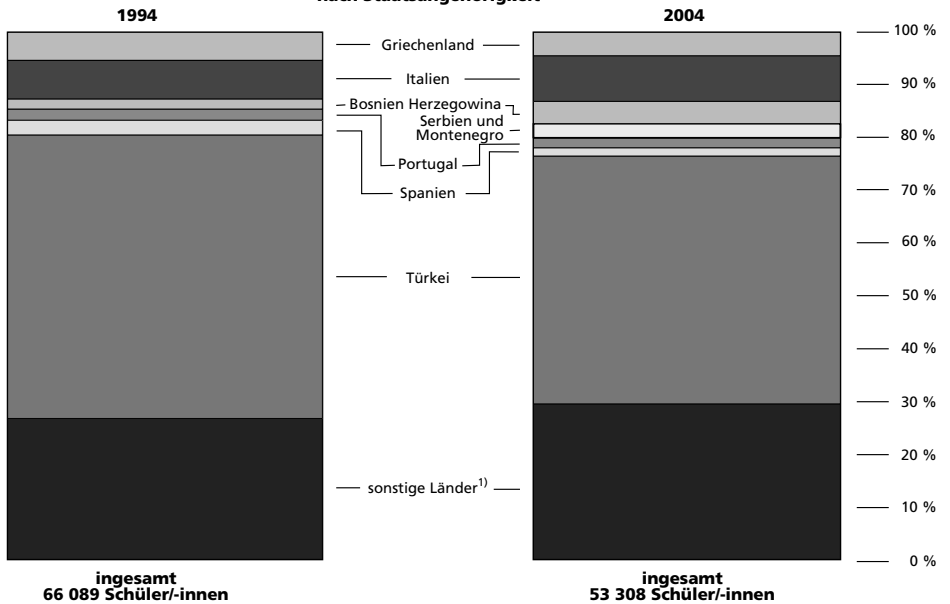 nach Staatsangehörigkeit
1994
2004
Griechenland
Italien
Bosnien Herzegowina
Serbien und
Montenegro
Portugal
Spanien
Türkei
sonstige Länder1)
100 %
90 %
80 %
70 %
60 %
50 %
40 %
30 %
20 %
10 %
0 %
ingesamt
66 089 Schüler/-innen
ingesamt
53 308 Schüler/-innen